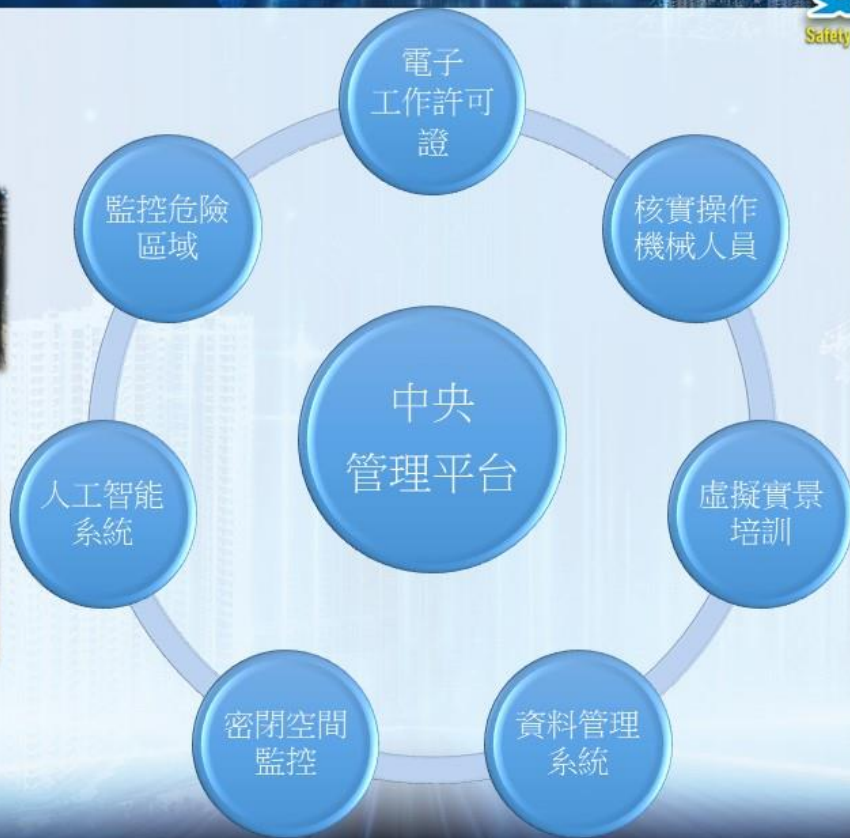 Safety
電子
工作許可
證
監控危險
區域
核實操作
機械人員
中央
管理平台
人工智能
系統
虛擬實景
培訓
密閉空間
監控
資料管理
系統